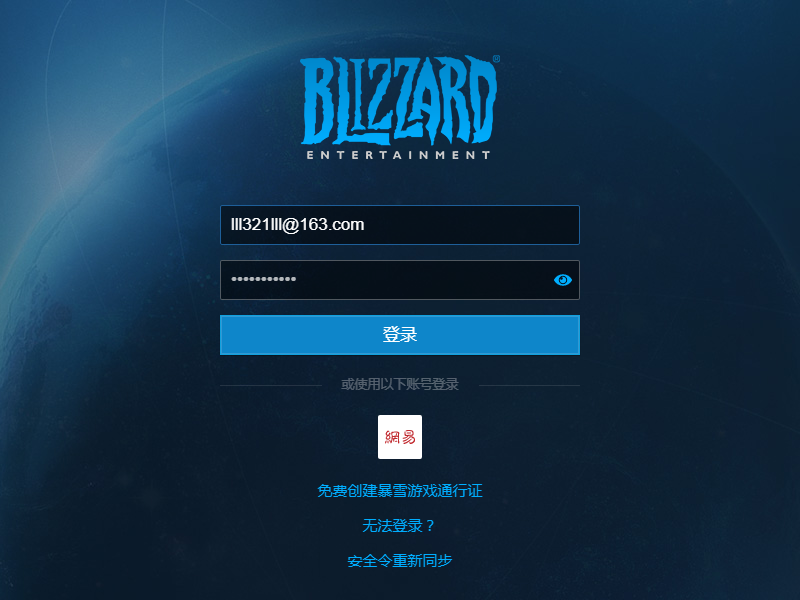 BLIZZARD®
ENTERTAINMENT
lll321lll@163.com
•••••••••••
登录
或使用以下账号登录
網易
免费创建暴雪游戏通行证
无法登录？
安全令重新同步